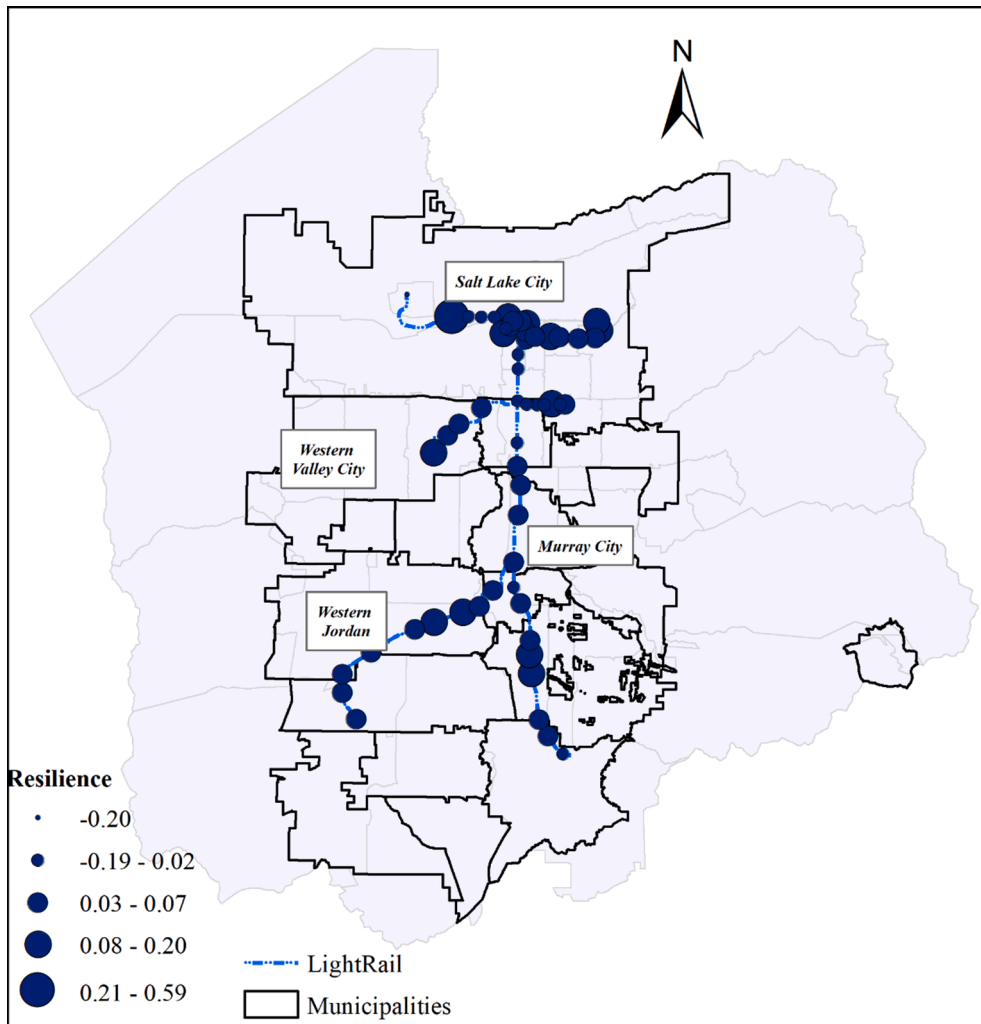 N
Salt Lake City
Western
Valley City
Murray City
Western
Jordan
Resilience
-0.20
-0.19 - 0.02
0.03 - 0.07
0.08 - 0.20
0.21 - 0.59
LightRail
Municipalities